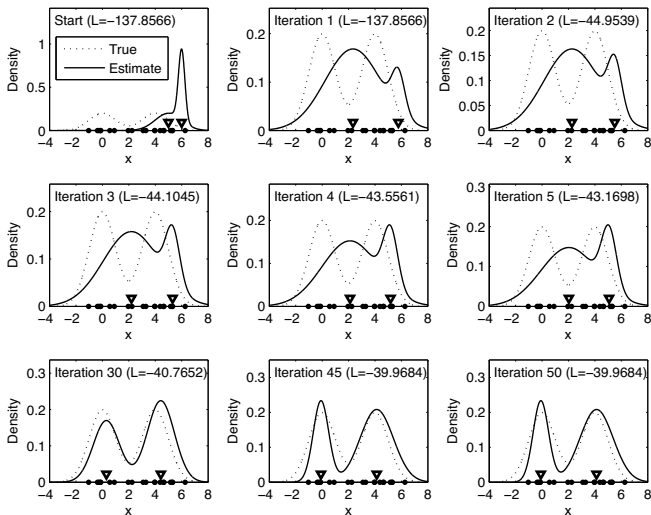 Start (L=−137.8566)
True
Estimate
Density
1
0.5
0
−4 −2 0 2 4 6 8
x
Iteration 1 (L=−137.8566)
Density
0.2
0.1
0
−4 −2 0 2 4 6 8
x
Iteration 2 (L=−44.9539)
Density
0.2
0.15
0.1
0.05
0
−4 −2 0 2 4 6 8
x
Iteration 3 (L=−44.1045)
Density
0.2
0.1
0
−4 −2 0 2 4 6 8
x
Iteration 4 (L=−43.5561)
Density
0.2
0.1
0
−4 −2 0 2 4 6 8
x
Iteration 5 (L=−43.1698)
Density
0.3
0.2
0.1
0
−4 −2 0 2 4 6 8
x
Iteration 30 (L=−40.7652)
Density
0.3
0.2
0.1
0
−4 −2 0 2 4 6 8
x
Iteration 45 (L=−39.9684)
Density
0.3
0.2
0.1
0
−4 −2 0 2 4 6 8
x
Iteration 50 (L=−39.9684)
Density
0.3
0.2
0.1
0
−4 −2 0 2 4 6 8
x